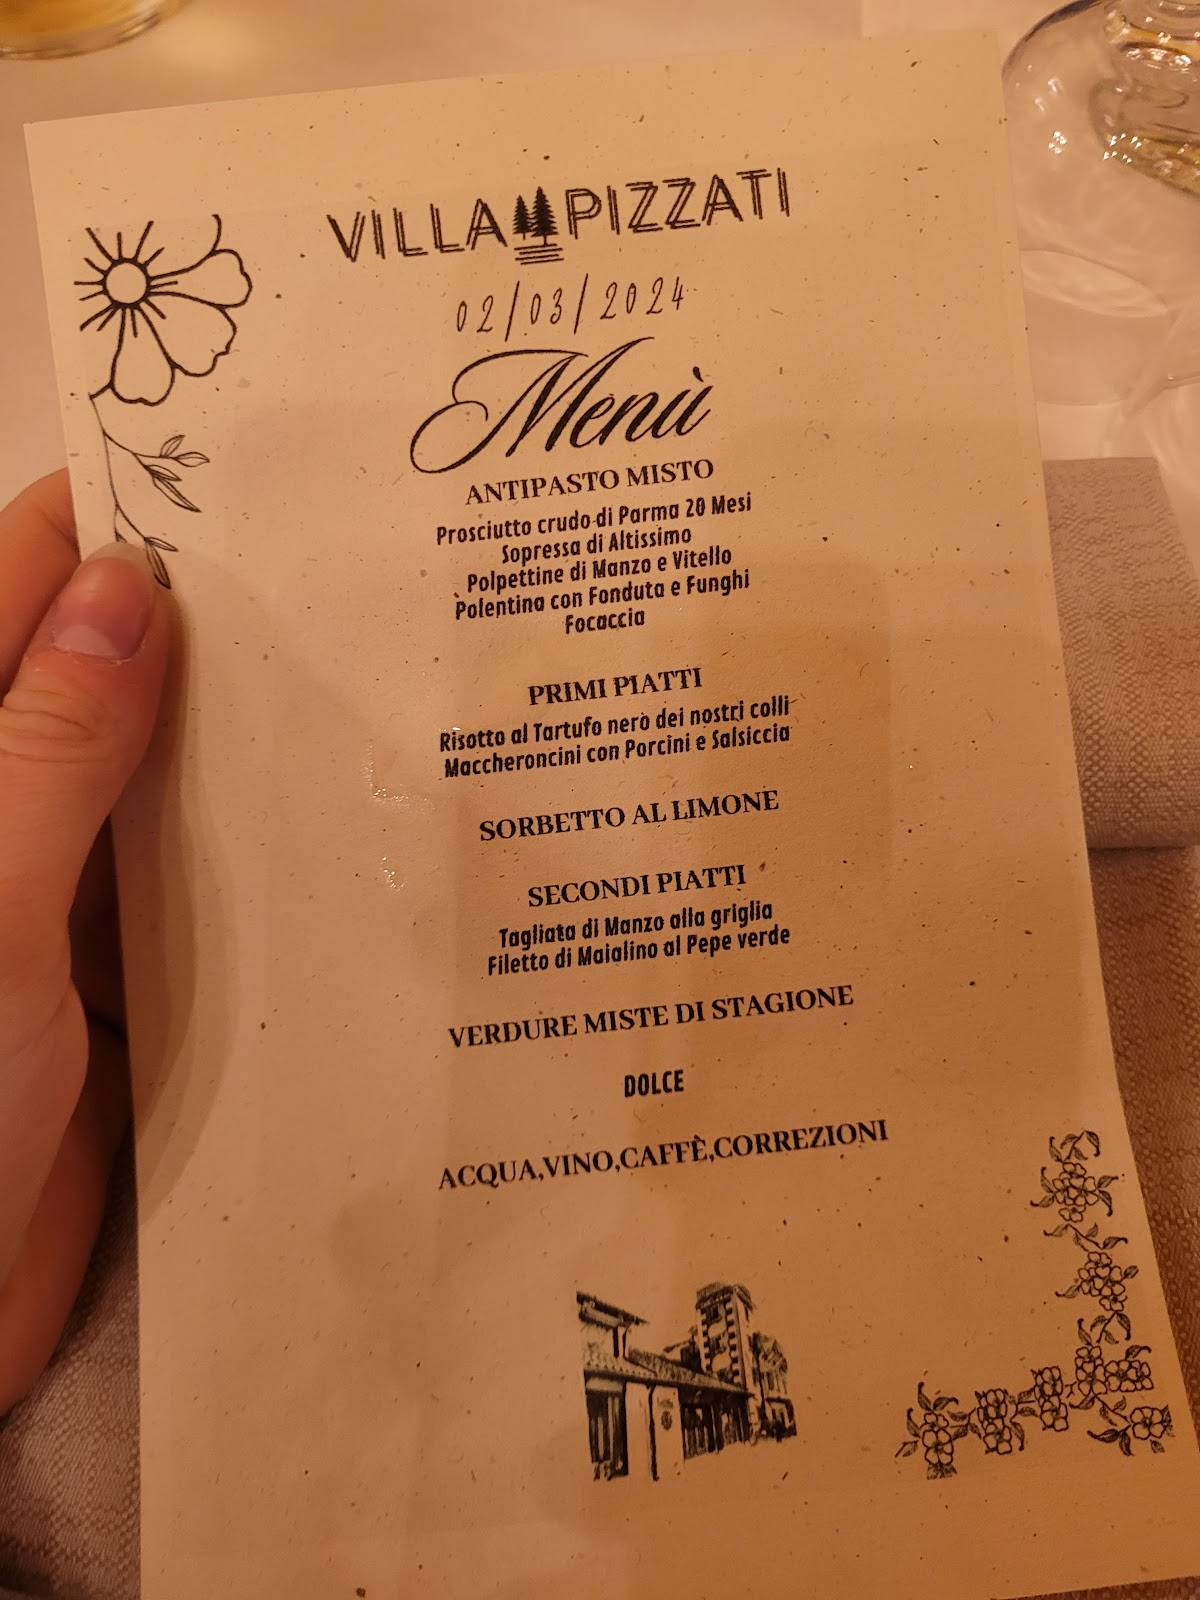 VILLA PIZZATI
02/03/2024
Menù
ANTIPASTO MISTO
Prosciutto crudo di Parma 20 Mesi
Sopressa di Altissimo
Polpettine di Manzo e Vitello
Polentina con Fonduta e Funghi
Focaccia
PRIMI PIATTI
Risotto al Tartufo nero dei nostri colli
Maccheroncini con Porcini e Salsiccia
SORBETTO AL LIMONE
SECONDI PIATTI
Tagliata di Manzo alla griglia
Filetto di Maialino al Pepe verde
VERDURE MISTE DI STAGIONE
DOLCE
ACQUA,VINO,CAFFÈ,CORREZIONI